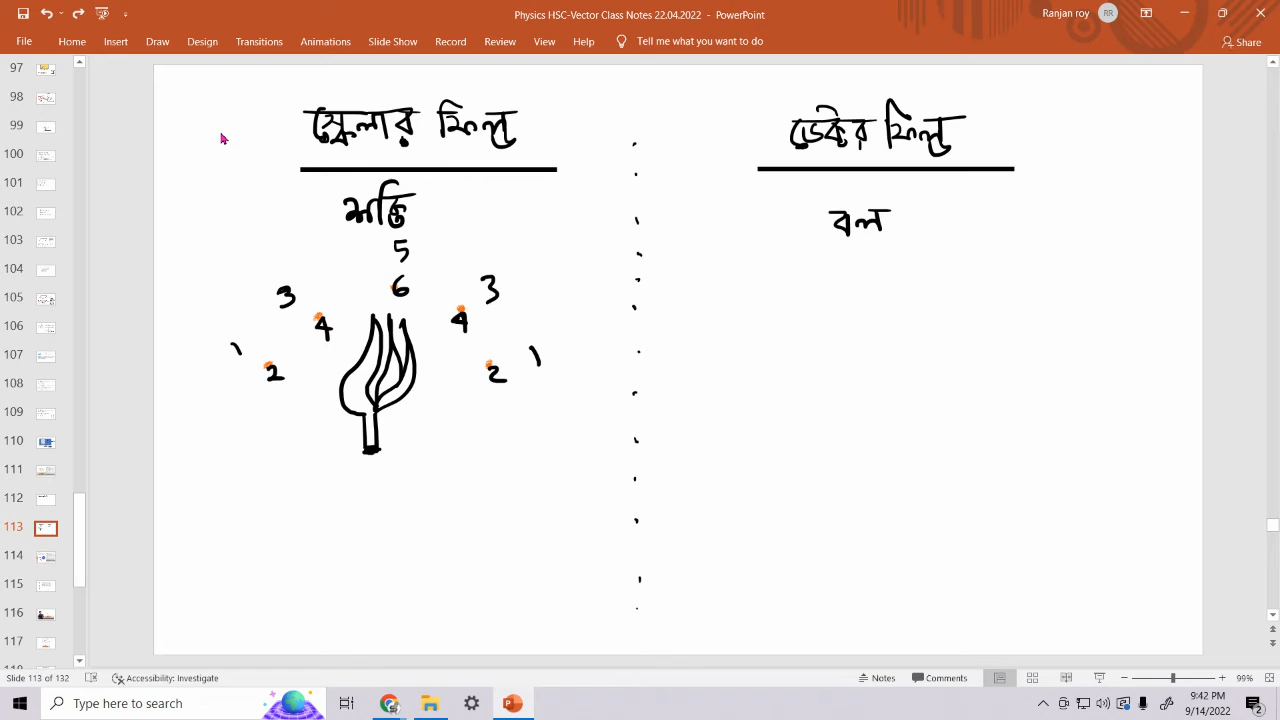 Physics HSC-Vector Class Notes 22.04.2022 - PowerPoint
Ranjan roy RR
File Home Insert Draw Design Transitions Animations Slide Show Record Review View Help Tell me what you want to do Share
97
98
99
100
101
102
103
104
105
106
107
108
109
110
111
112
113
114
115
116
117
স্কেলার ফিল্ড
শক্তি
5
6
3 3
4 4
১ ১
2 2
ভেক্টর ফিল্ড
বল
Slide 113 of 132 Accessibility: Investigate Notes Comments 99%
Type here to search
9:42 PM
9/14/2022
2